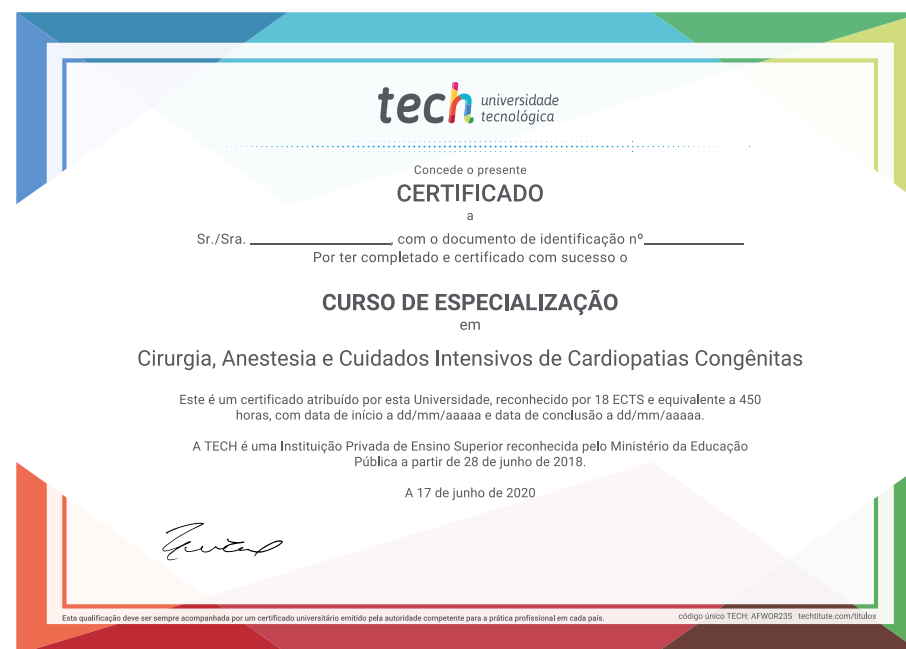 tech universidade
tecnológica
Concede o presente
CERTIFICADO
a
Sr./Sra. ____________________, com o documento de identificação nº______________
Por ter completado e certificado com sucesso o
CURSO DE ESPECIALIZAÇÃO
em
Cirurgia, Anestesia e Cuidados Intensivos de Cardiopatias Congênitas
Este é um certificado atribuído por esta Universidade, reconhecido por 18 ECTS e equivalente a 450
horas, com data de início a dd/mm/aaaaa e data de conclusão a dd/mm/aaaaa.
A TECH é uma Instituição Privada de Ensino Superior reconhecida pelo Ministério da Educação
Pública a partir de 28 de junho de 2018.
A 17 de junho de 2020
Esta qualificação deve ser sempre acompanhada por um certificado universitário emitido pela autoridade competente para a prática profissional em cada país.
código único TECH: AFWOR23S techtitute.com/titulos